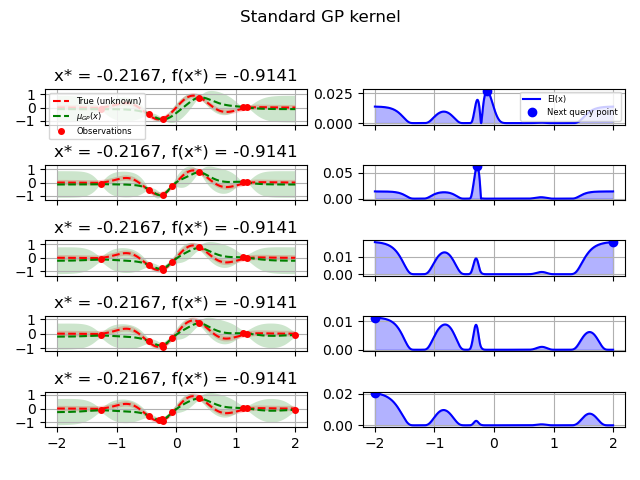 Standard GP kernel
x* = -0.2167, f(x*) = -0.9141
1
0
−1
True (unknown)
μGP(x)
Observations
0.025
0.000
EI(x)
Next query point
x* = -0.2167, f(x*) = -0.9141
1
0
−1
0.05
0.00
x* = -0.2167, f(x*) = -0.9141
1
0
−1
0.01
0.00
x* = -0.2167, f(x*) = -0.9141
1
0
−1
0.01
0.00
x* = -0.2167, f(x*) = -0.9141
1
0
−1
0.02
0.00
−2 −1 0 1 2
−2 −1 0 1 2